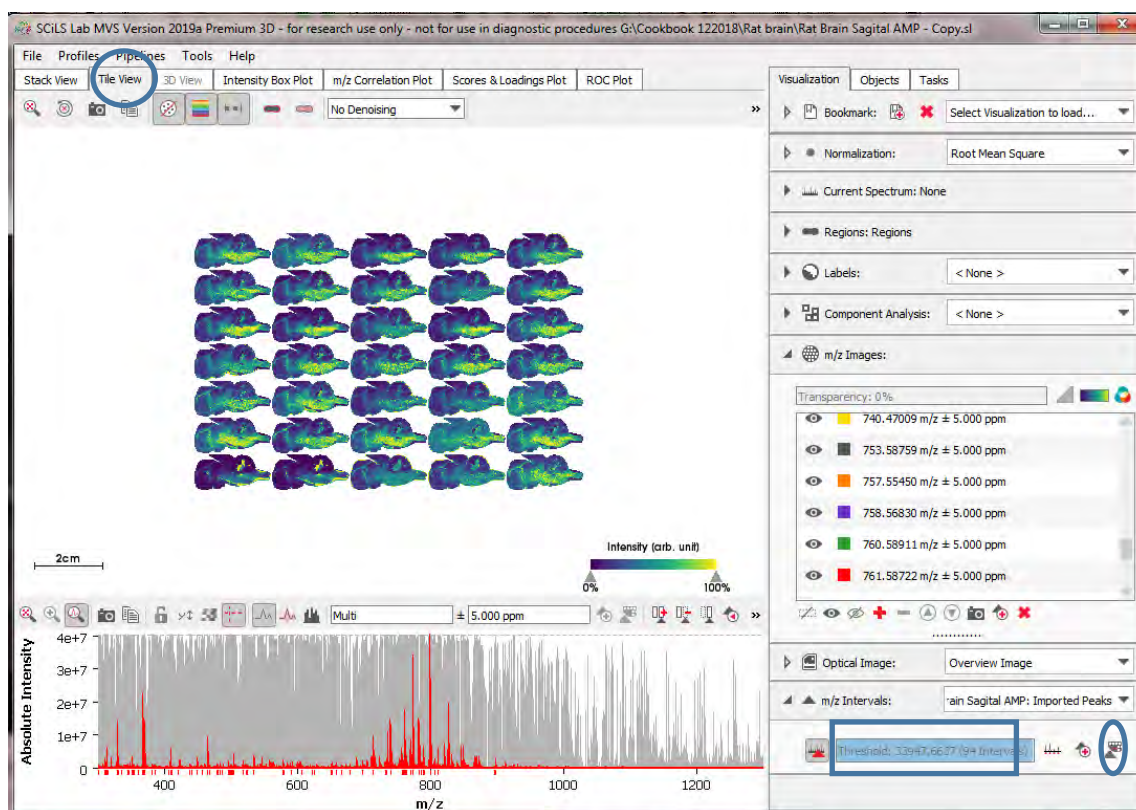 SCiLS Lab MVS Version 2019a Premium 3D - for research use only - not for use in diagnostic procedures G:\Cookbook 122018\Rat brain\Rat Brain Sagital AMP - Copy.sl
File Profiles Pipelines Tools Help
Stack View Tile View 3D View Intensity Box Plot m/z Correlation Plot Scores & Loadings Plot ROC Plot
No Denoising
»
2cm
Intensity (arb. unit)
0% 100%
Multi ± 5.000 ppm »
Absolute Intensity
4e+7
3e+7
2e+7
1e+7
0
400 600 800 1000 1200
m/z
Visualization Objects Tasks
Bookmark: Select Visualization to load...
Normalization: Root Mean Square
Current Spectrum: None
Regions: Regions
Labels: < None >
Component Analysis: < None >
m/z Images:
Transparency: 0%
740.47009 m/z ± 5.000 ppm
753.58759 m/z ± 5.000 ppm
757.55450 m/z ± 5.000 ppm
758.56830 m/z ± 5.000 ppm
760.58911 m/z ± 5.000 ppm
761.58722 m/z ± 5.000 ppm
Optical Image: Overview Image
m/z Intervals: rain Sagital AMP: Imported Peaks
Threshold: 33947,6627 (94 Intervals)